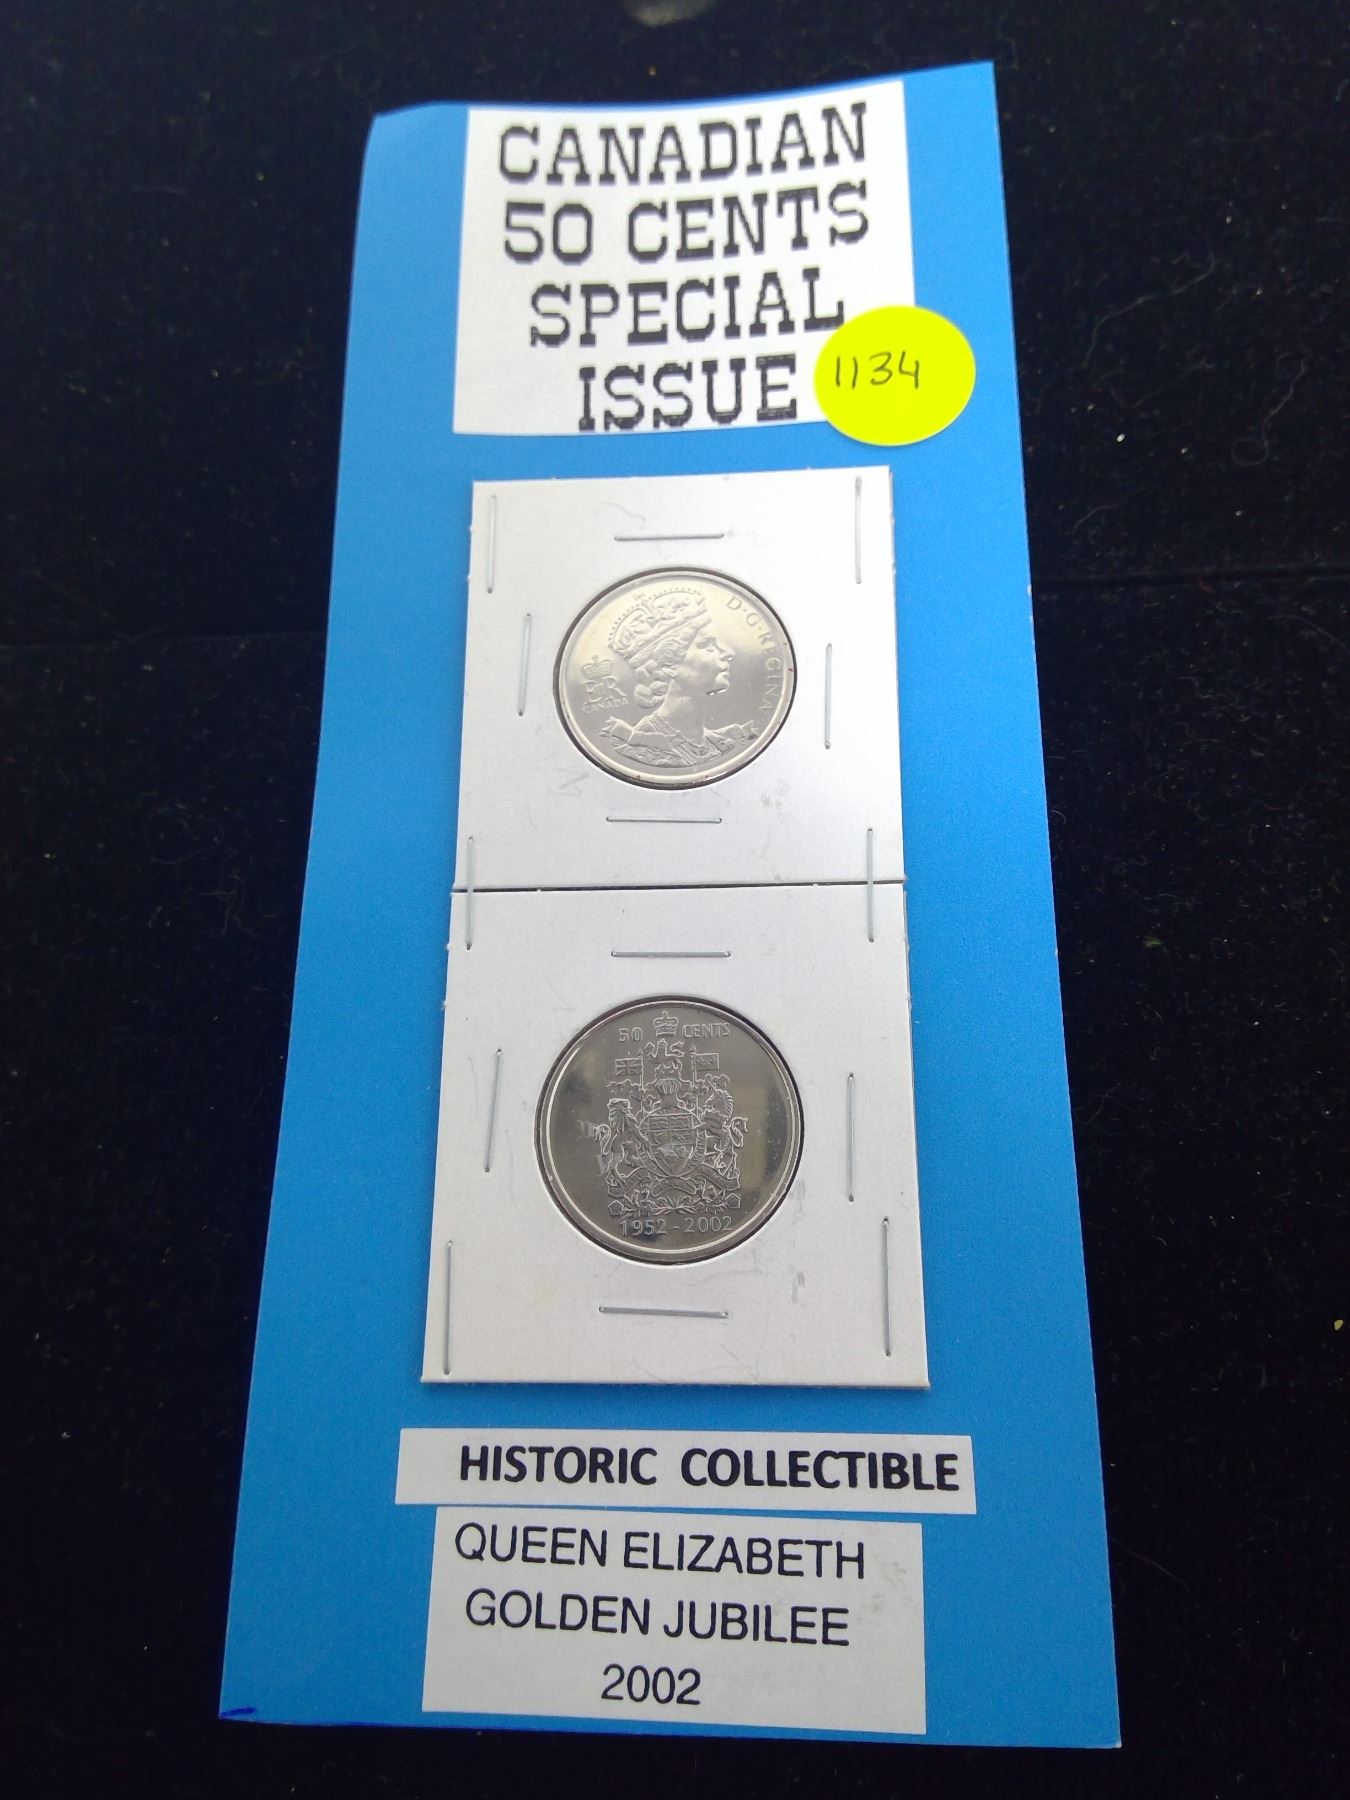 CANADIAN
50 CENTS
SPECIAL
ISSUE
1134
D·G·REGINA
CANADA
50 CENTS
1952-2002
HISTORIC COLLECTIBLE
QUEEN ELIZABETH
GOLDEN JUBILEE
2002